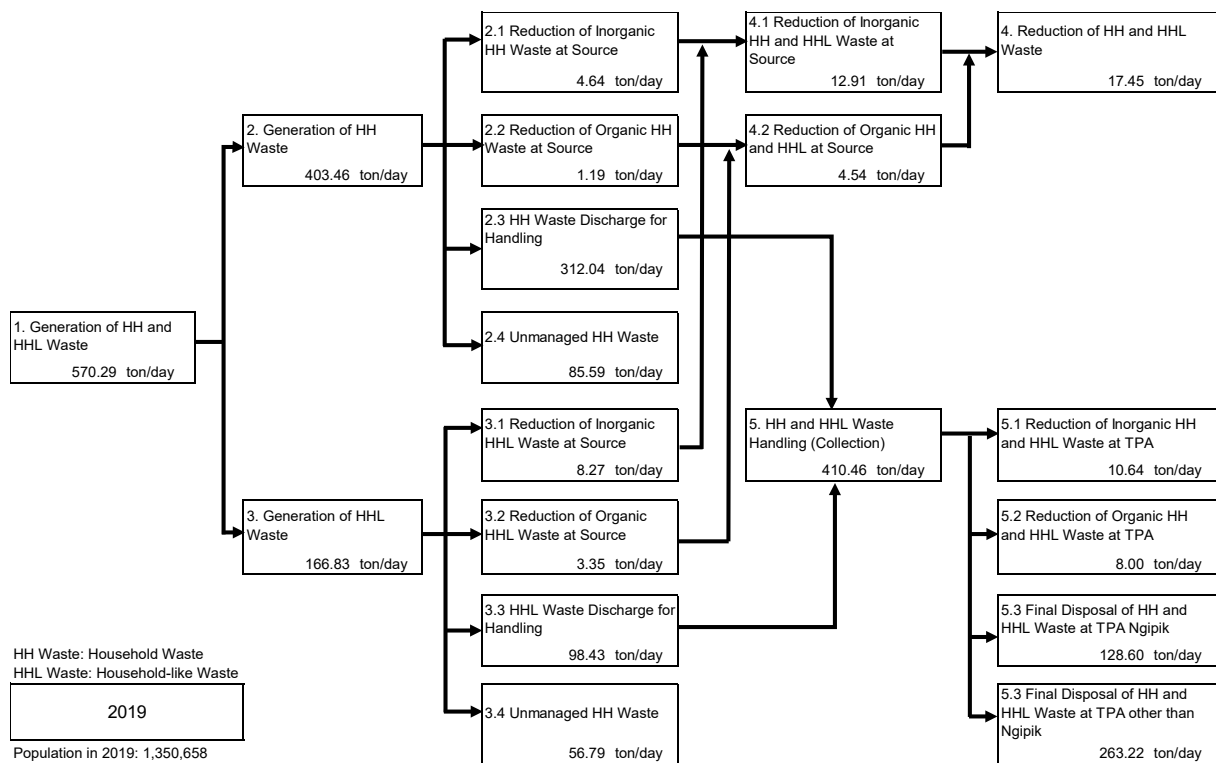 1. Generation of HH and
HHL Waste
570.29 ton/day
2. Generation of HH
Waste
403.46 ton/day
3. Generation of HHL
Waste
166.83 ton/day
2.1 Reduction of Inorganic
HH Waste at Source
4.64 ton/day
2.2 Reduction of Organic HH
Waste at Source
1.19 ton/day
2.3 HH Waste Discharge for
Handling
312.04 ton/day
2.4 Unmanaged HH Waste
85.59 ton/day
3.1 Reduction of Inorganic
HHL Waste at Source
8.27 ton/day
3.2 Reduction of Organic
HHL Waste at Source
3.35 ton/day
3.3 HHL Waste Discharge for
Handling
98.43 ton/day
3.4 Unmanaged HH Waste
56.79 ton/day
4.1 Reduction of Inorganic
HH and HHL Waste at
Source
12.91 ton/day
4.2 Reduction of Organic HH
and HHL at Source
4.54 ton/day
4. Reduction of HH and HHL
Waste
17.45 ton/day
5. HH and HHL Waste
Handling (Collection)
410.46 ton/day
5.1 Reduction of Inorganic HH
and HHL Waste at TPA
10.64 ton/day
5.2 Reduction of Organic HH
and HHL Waste at TPA
8.00 ton/day
5.3 Final Disposal of HH and
HHL Waste at TPA Ngipik
128.60 ton/day
5.3 Final Disposal of HH and
HHL Waste at TPA other than
Ngipik
263.22 ton/day
HH Waste: Household Waste
HHL Waste: Household-like Waste
2019
Population in 2019: 1,350,658